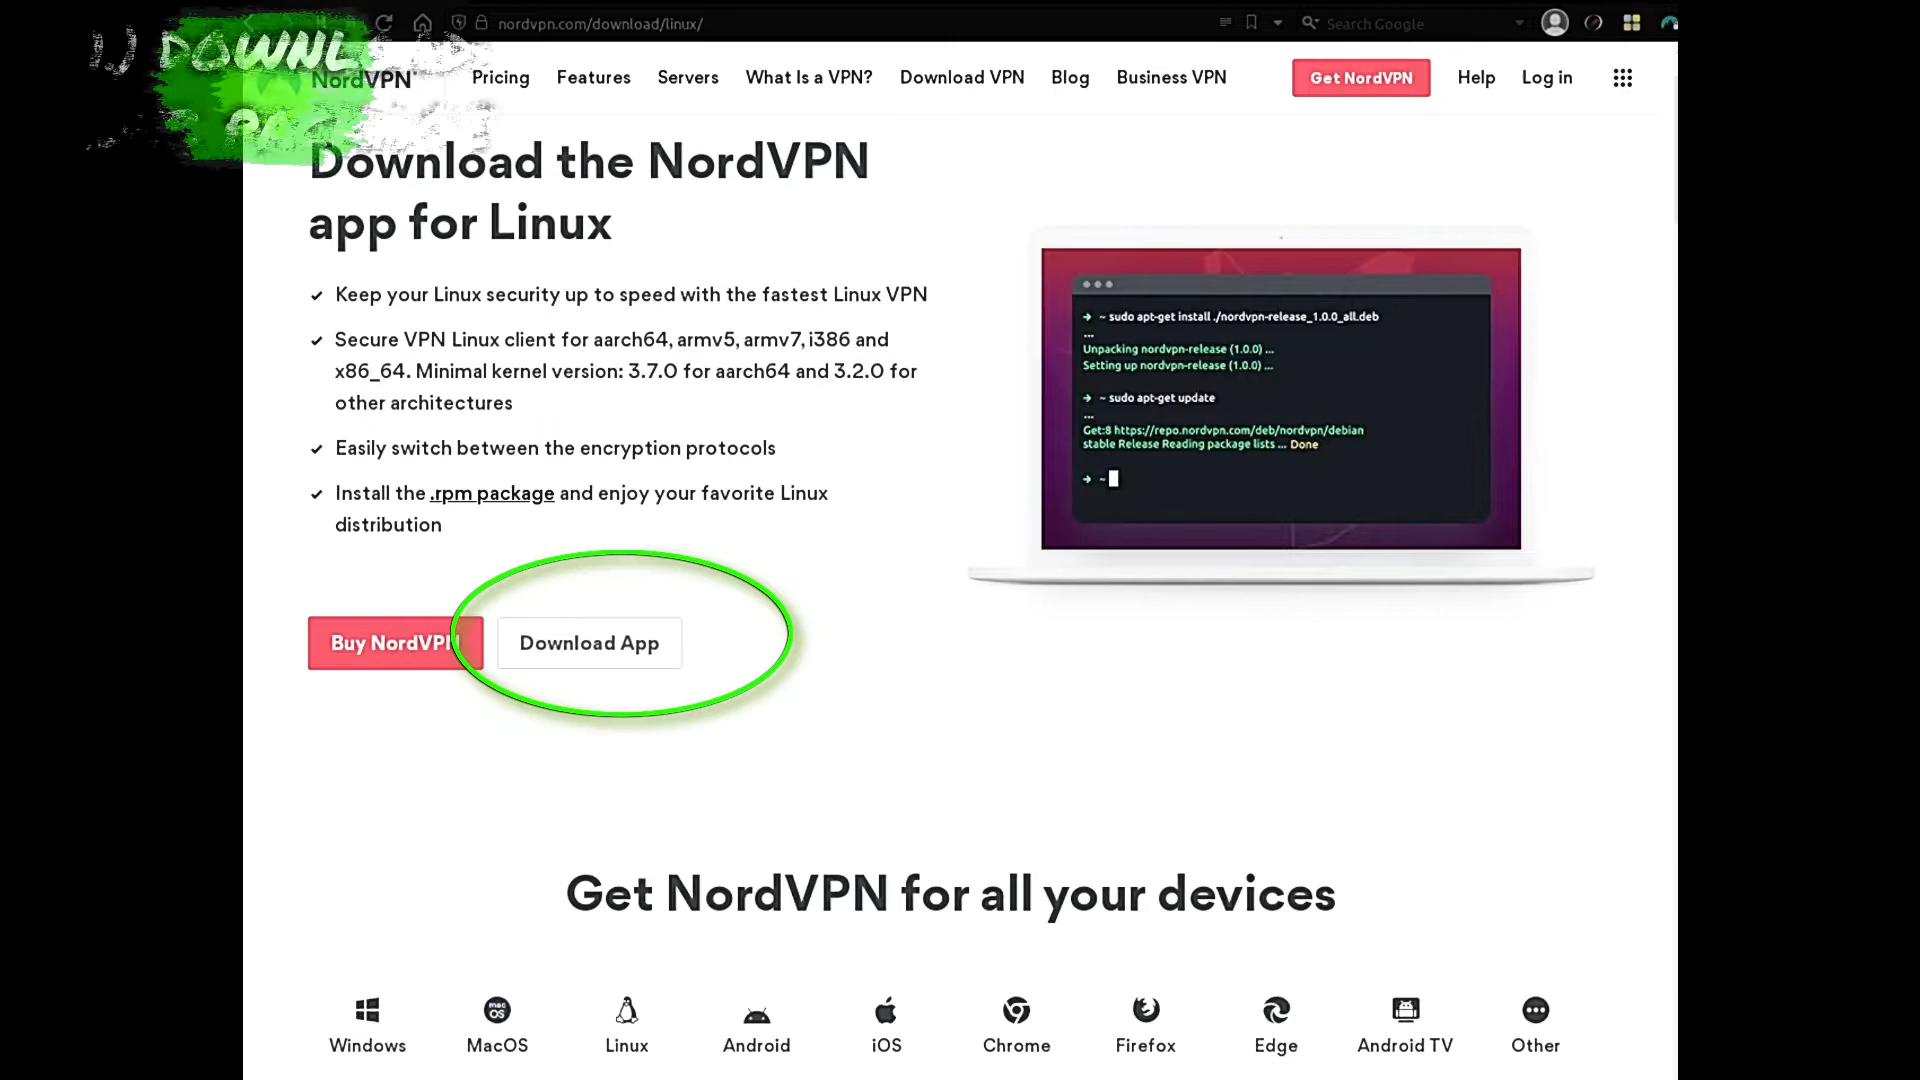 nordvpn.com/download/linux/
Search Google
1) DOWNLOAD
PACKAGE
NordVPN
Pricing
Features
Servers
What Is a VPN?
Download VPN
Blog
Business VPN
Get NordVPN
Help
Log in
Download the NordVPN
app for Linux
Keep your Linux security up to speed with the fastest Linux VPN
Secure VPN Linux client for aarch64, armv5, armv7, i386 and
x86_64. Minimal kernel version: 3.7.0 for aarch64 and 3.2.0 for
other architectures
Easily switch between the encryption protocols
Install the .rpm package and enjoy your favorite Linux
distribution
➜ ~ sudo apt-get install ./nordvpn-release_1.0.0_all.deb
...
Unpacking nordvpn-release (1.0.0) ...
Setting up nordvpn-release (1.0.0) ...
➜ ~ sudo apt-get update
...
Get:8 https://repo.nordvpn.com/deb/nordvpn/debian
stable Release Reading package lists ... Done
➜ ~
Buy NordVPN
Download App
Get NordVPN for all your devices
mac OS
Windows
MacOS
Linux
Android
iOS
Chrome
Firefox
Edge
Android TV
Other